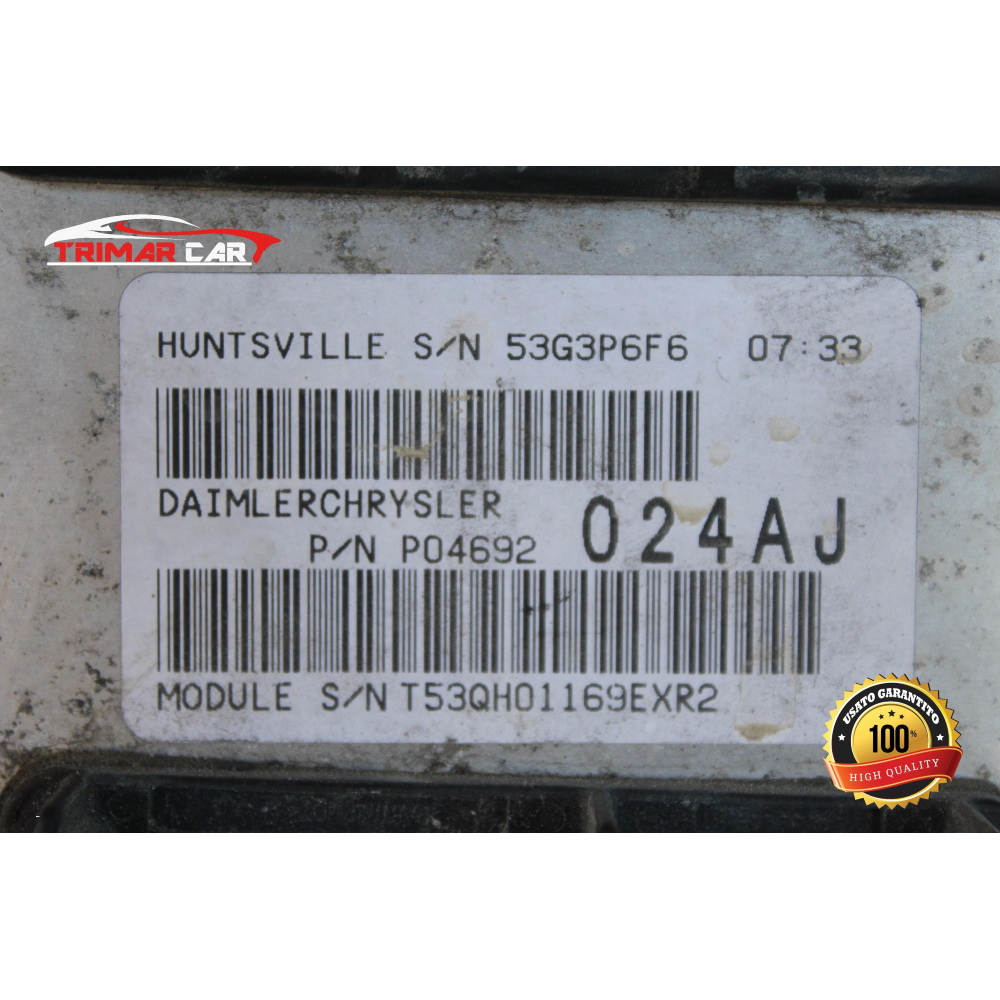 TRIMAR CAR
HUNTSVILLE S/N 53G3P6F6 07:33
DAIMLERCHRYSLER
P/N P04692 024AJ
MODULE S/N T53QH01169EXR2
USATO GARANTITO
100%
HIGH QUALITY